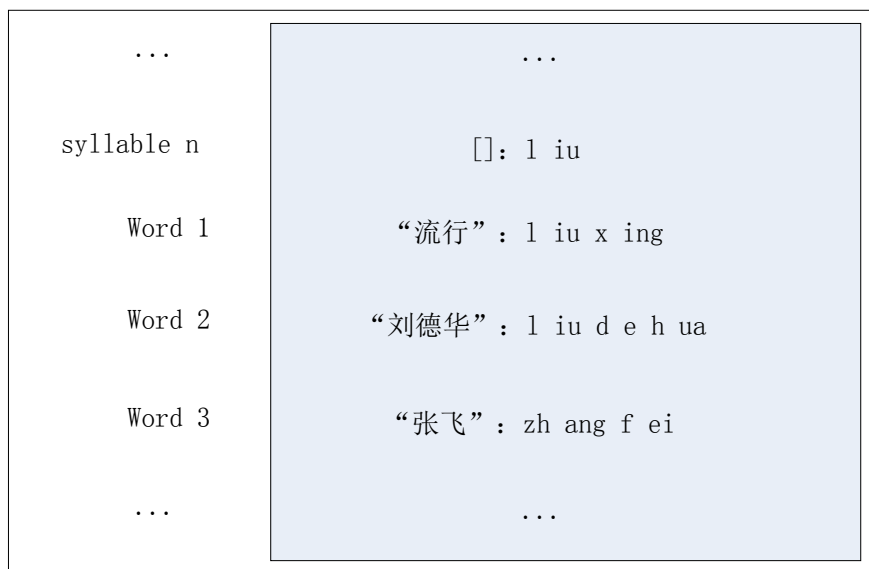 ... ...
syllable n []: l iu
Word 1 “流行”: l iu x ing
Word 2 “刘德华”: l iu d e h ua
Word 3 “张飞”: zh ang f ei
... ...